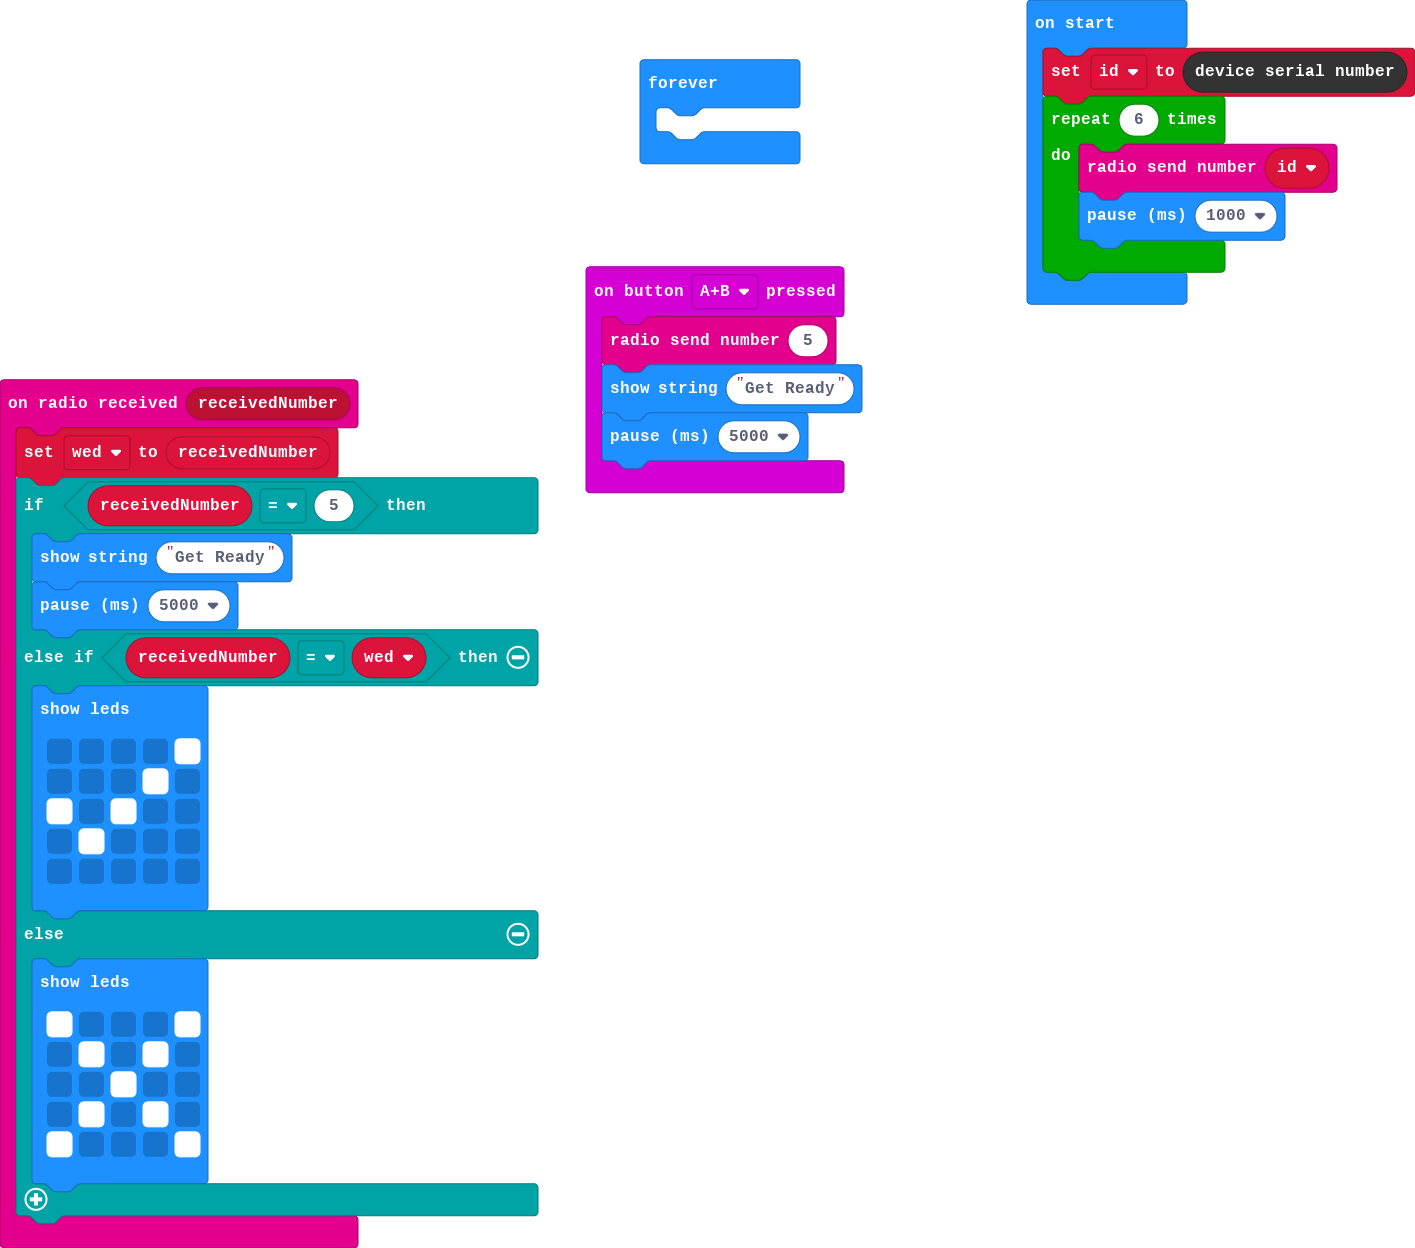 on start
set id to device serial number
repeat 6 times
do radio send number id
pause (ms) 1000
forever
on button A+B pressed
radio send number 5
show string "Get Ready"
pause (ms) 5000
on radio received receivedNumber
set wed to receivedNumber
if receivedNumber = 5 then
show string "Get Ready"
pause (ms) 5000
else if receivedNumber = wed then
show leds
else
show leds